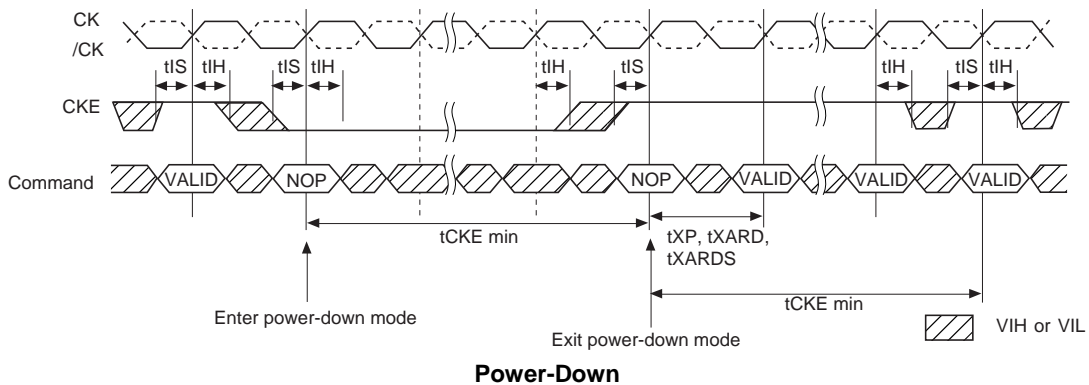 CK
/CK
tIS tIH tIS tIH tIH tIS tIH tIS tIH
CKE
Command VALID NOP NOP VALID VALID VALID
tCKE min
tXP, tXARD,
tXARDS
tCKE min
Enter power-down mode
Exit power-down mode
VIH or VIL
Power-Down